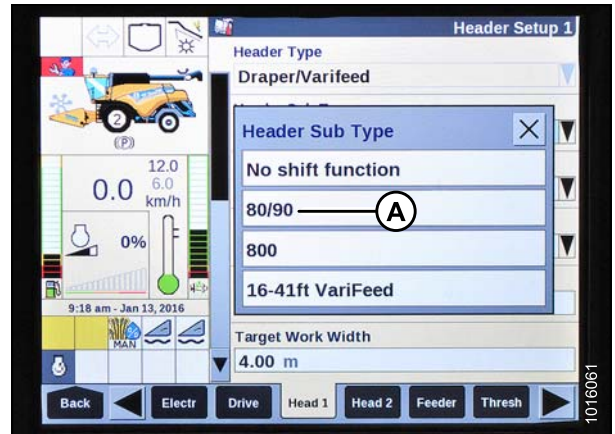 Header Setup 1
Header Type
Draper/Varifeed
Header Sub Type
No shift function
80/90
A
800
16-41ft VariFeed
Target Work Width
4.00 m
2
(P)
12.0
0.0
6.0
km/h
0%
9:18 am - Jan 13, 2016
MAN
Back
Electr
Drive
Head 1
Head 2
Feeder
Thresh
1016061